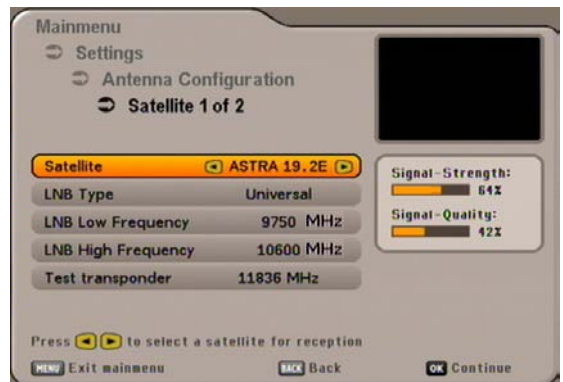 Mainmenu
Settings
Antenna Configuration
Satellite 1 of 2
Satellite ASTRA 19.2E
LNB Type Universal
LNB Low Frequency 9750 MHz
LNB High Frequency 10600 MHz
Test transponder 11836 MHz
Signal-Strength:
64%
Signal-Quality:
42%
Press to select a satellite for reception
MENU Exit mainmenu BACK Back OK Continue